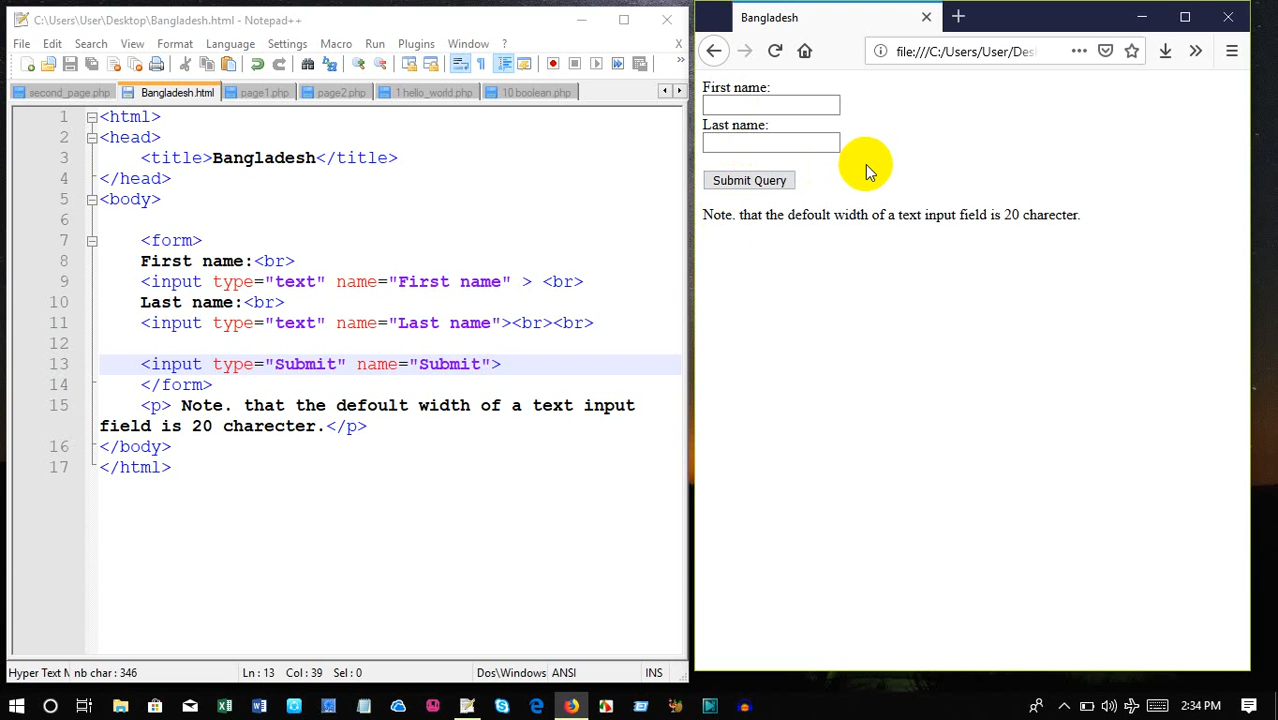 C:\Users\User\Desktop\Bangladesh.html - Notepad++
File Edit Search View Format Encoding Language Settings Macro Run Plugins Window ? X
second_page.php Bangladesh.html page1.php page2.php 1 hello_world.php 10 boolean.php
1 <html>
2 <head>
3 <title>Bangladesh</title>
4 </head>
5 <body>
6
7 <form>
8 First name:<br>
9 <input type="text" name="First name" > <br>
10 Last name:<br>
11 <input type="text" name="Last name"><br><br>
12
13 <input type="Submit" name="Submit">
14 </form>
15 <p> Note. that the defoult width of a text input
field is 20 charecter.</p>
16 </body>
17 </html>
Hyper Text M nb char : 346 Ln : 13 Col : 39 Sel : 0 Dos\Windows ANSI INS
Bangladesh
file:///C:/Users/User/Des
First name:
Last name:
Submit Query
Note. that the defoult width of a text input field is 20 charecter.
2:34 PM